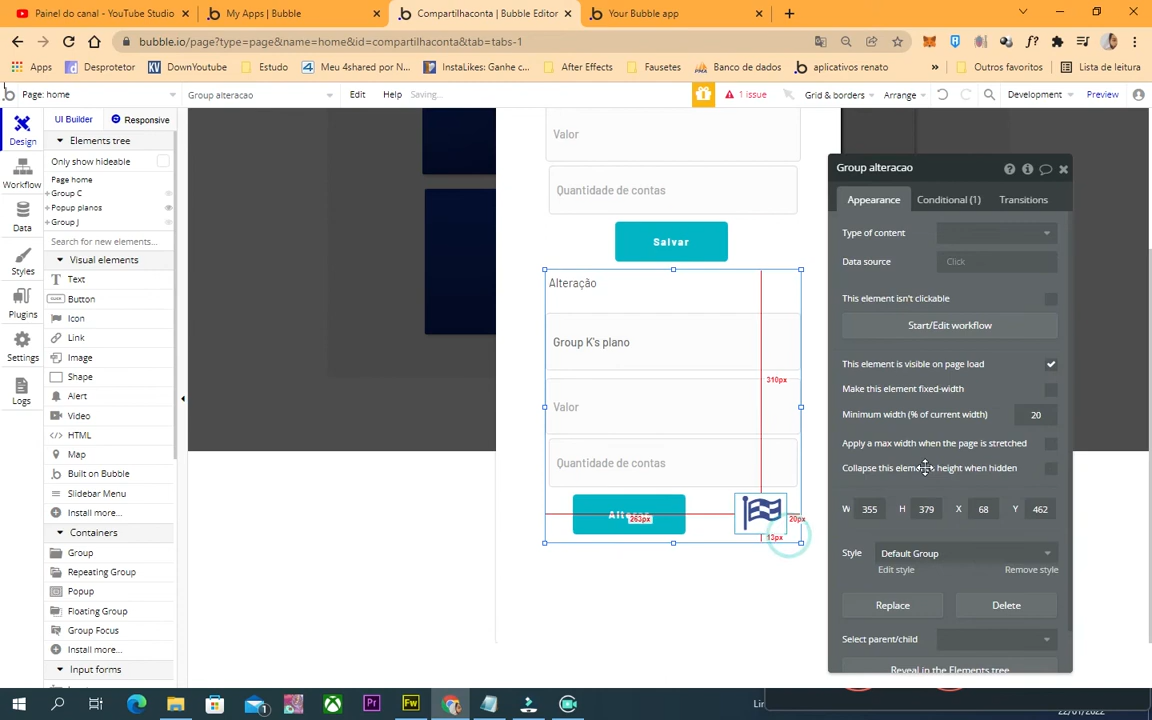 Painel do canal - YouTube Studio
My Apps | Bubble
Compartilhaconta | Bubble Editor
Your Bubble app
bubble.io/page?type=page&name=home&id=compartilhaconta&tab=tabs-1
Apps
Desprotetor
DownYoutube
Estudo
Meu 4shared por N...
InstaLikes: Ganhe c...
After Effects
Fausetes
Banco de dados
aplicativos renato
Outros favoritos
Lista de leitura
Page: home
Group alteracao
Edit
Help
Saving...
1 issue
Grid & borders
Arrange
Development
Preview
Design
Workflow
Data
Styles
Plugins
Settings
Logs
UI Builder
Responsive
Elements tree
Only show hideable
Page home
Group C
Popup planos
Group J
Search for new elements...
Visual elements
Text
Button
Icon
Link
Image
Shape
Alert
Video
HTML
Map
Built on Bubble
Slidebar Menu
Install more...
Containers
Group
Repeating Group
Popup
Floating Group
Group Focus
Install more...
Input forms
Valor
Quantidade de contas
Salvar
Alteração
Group K's plano
310px
Valor
Quantidade de contas
263px
20px
13px
Group alteracao
Appearance
Conditional (1)
Transitions
Type of content
Data source
Click
This element isn't clickable
Start/Edit workflow
This element is visible on page load
Make this element fixed-width
Minimum width (% of current width)
20
Apply a max width when the page is stretched
Collapse this element's height when hidden
W 355 H 379 X 68 Y 462
Style
Default Group
Edit style
Remove style
Replace
Delete
Select parent/child
Reveal in the Elements tree
22/01/2022